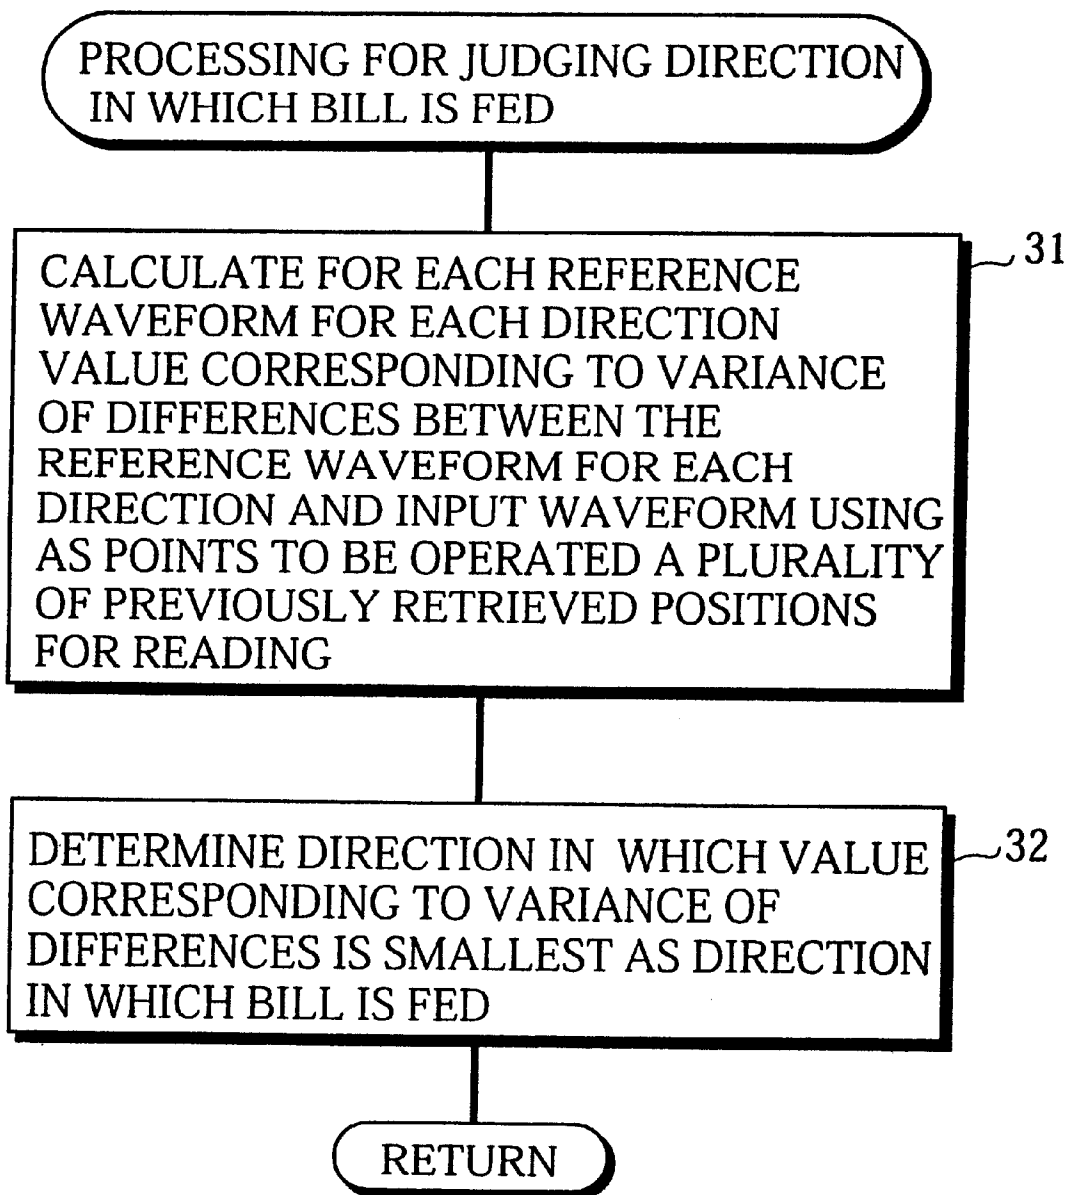 PROCESSING FOR JUDGING DIRECTION
IN WHICH BILL IS FED
31
CALCULATE FOR EACH REFERENCE
WAVEFORM FOR EACH DIRECTION
VALUE CORRESPONDING TO VARIANCE
OF DIFFERENCES BETWEEN THE
REFERENCE WAVEFORM FOR EACH
DIRECTION AND INPUT WAVEFORM USING
AS POINTS TO BE OPERATED A PLURALITY
OF PREVIOUSLY RETRIEVED POSITIONS
FOR READING
32
DETERMINE DIRECTION IN WHICH VALUE
CORRESPONDING TO VARIANCE OF
DIFFERENCES IS SMALLEST AS DIRECTION
IN WHICH BILL IS FED
RETURN